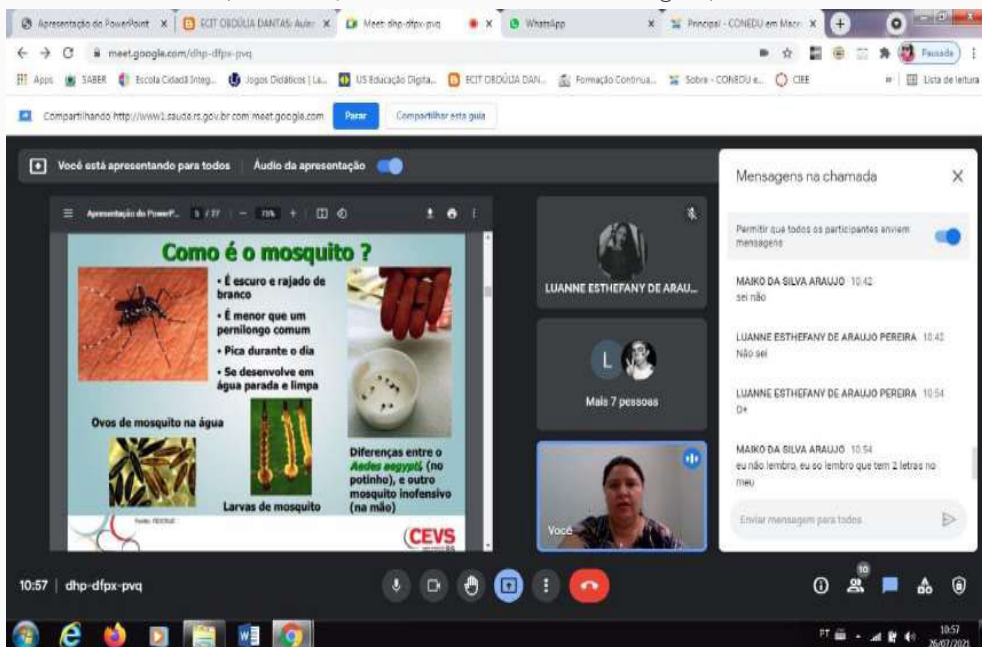 Apresentação do PowerPoint
ECIT OBDÚLIA DANTAS: Aula:
Meet: dhp-dfpx-pvq
WhatsApp
Principal - CONEDU em Macei
meet.google.com/dhp-dfpx-pvq
Pausada
Apps
SABER
Escola Cidadã Integ...
Jogos Didáticos | La...
US Educação Digita...
ECIT OBDÚLIA DAN...
Formação Continua...
Sobre - CONEDU e...
CIEE
Lista de leitura
Compartilhando http://www1.saude.rs.gov.br com meet.google.com
Parar
Compartilhar esta guia
Você está apresentando para todos
Áudio da apresentação
Apresentação do PowerP...
5 / 27
75%
Como é o mosquito ?
• É escuro e rajado de
branco
• É menor que um
pernilongo comum
• Pica durante o dia
• Se desenvolve em
água parada e limpa
Ovos de mosquito na água
Larvas de mosquito
Diferenças entre o
Aedes aegypti, (no
potinho), e outro
mosquito inofensivo
(na mão)
CEVS
RS
LUANNE ESTHEFANY DE ARAU...
L
Mais 7 pessoas
Você
Mensagens na chamada
Permitir que todos os participantes enviem
mensagens
MAIKO DA SILVA ARAUJO 10:42
sei não
LUANNE ESTHEFANY DE ARAUJO PEREIRA 10:42
Não sei
LUANNE ESTHEFANY DE ARAUJO PEREIRA 10:54
O+
MAIKO DA SILVA ARAUJO 10:54
eu não lembro, eu so lembro que tem 2 letras no
meu
Enviar mensagem para todos
10:57 | dhp-dfpx-pvq
10
PT
10:57
26/07/2021